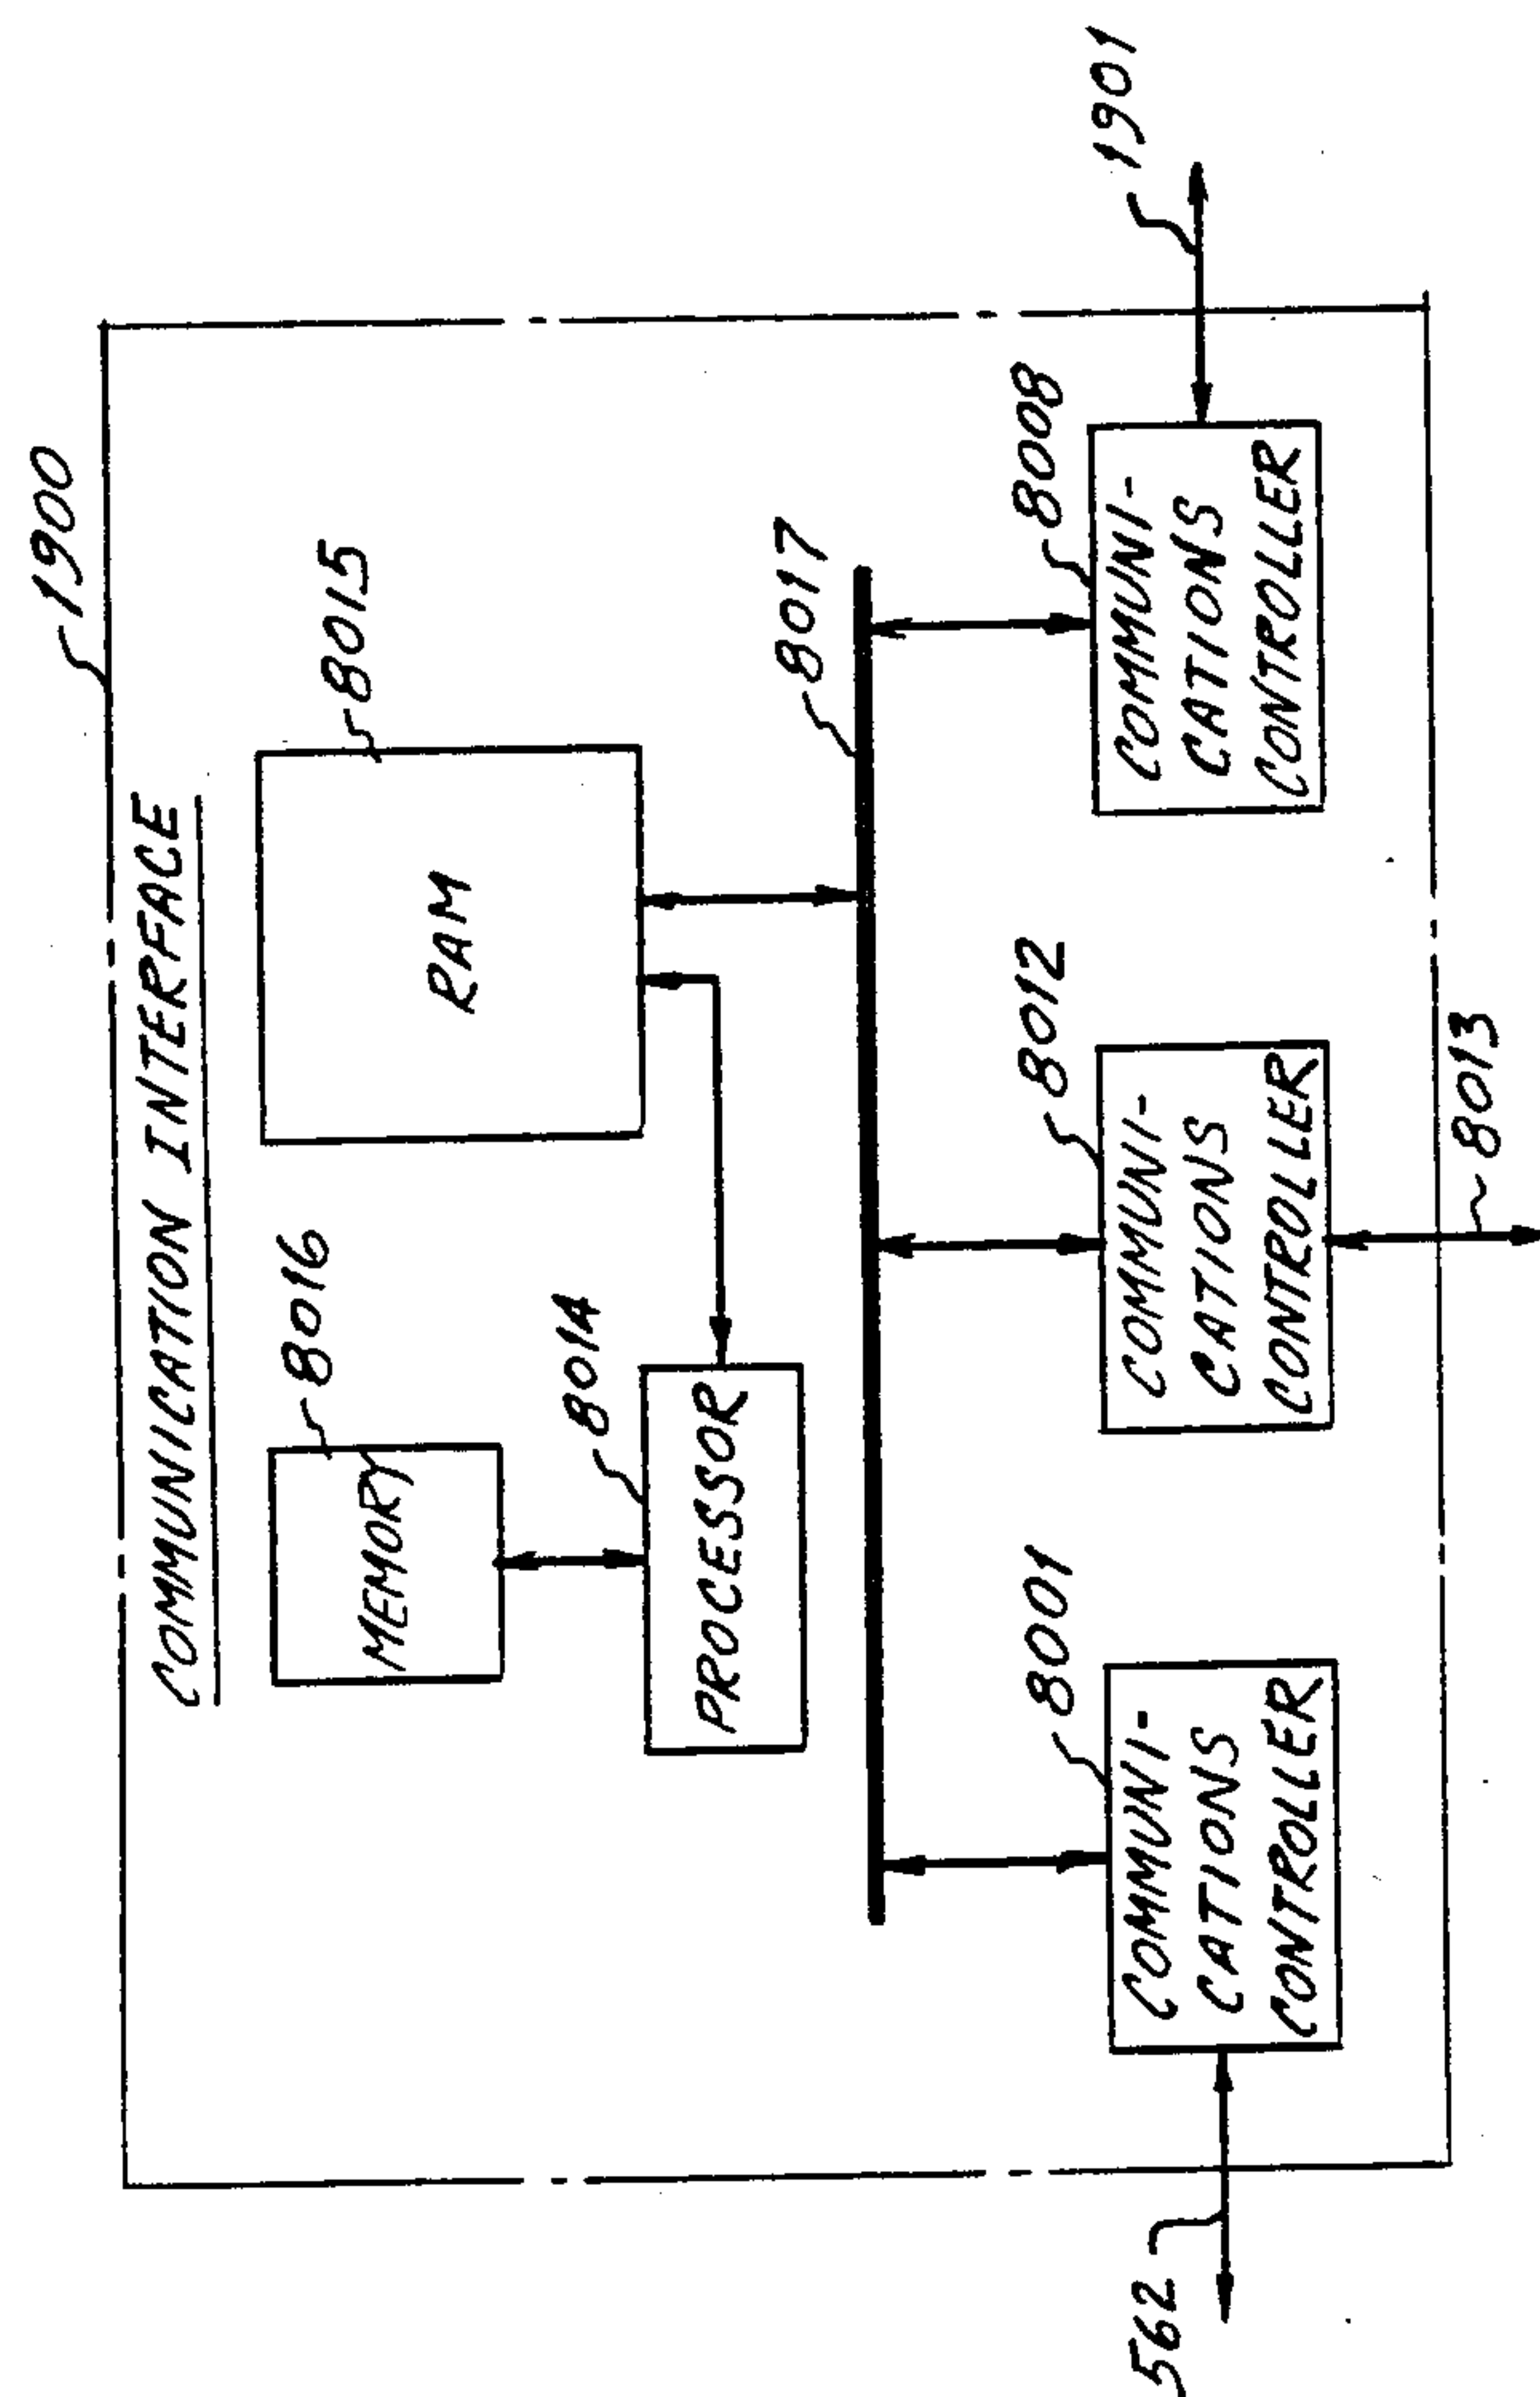 1900
COMMUNICATION INTERFACE
8016
MEMORY
8015
RAM
8014
PROCESSOR
8017
8001
COMMUNI-
CATIONS
CONTROLLER
8012
COMMUNI-
CATIONS
CONTROLLER
8008
COMMUNI-
CATIONS
CONTROLLER
562
1901
8013